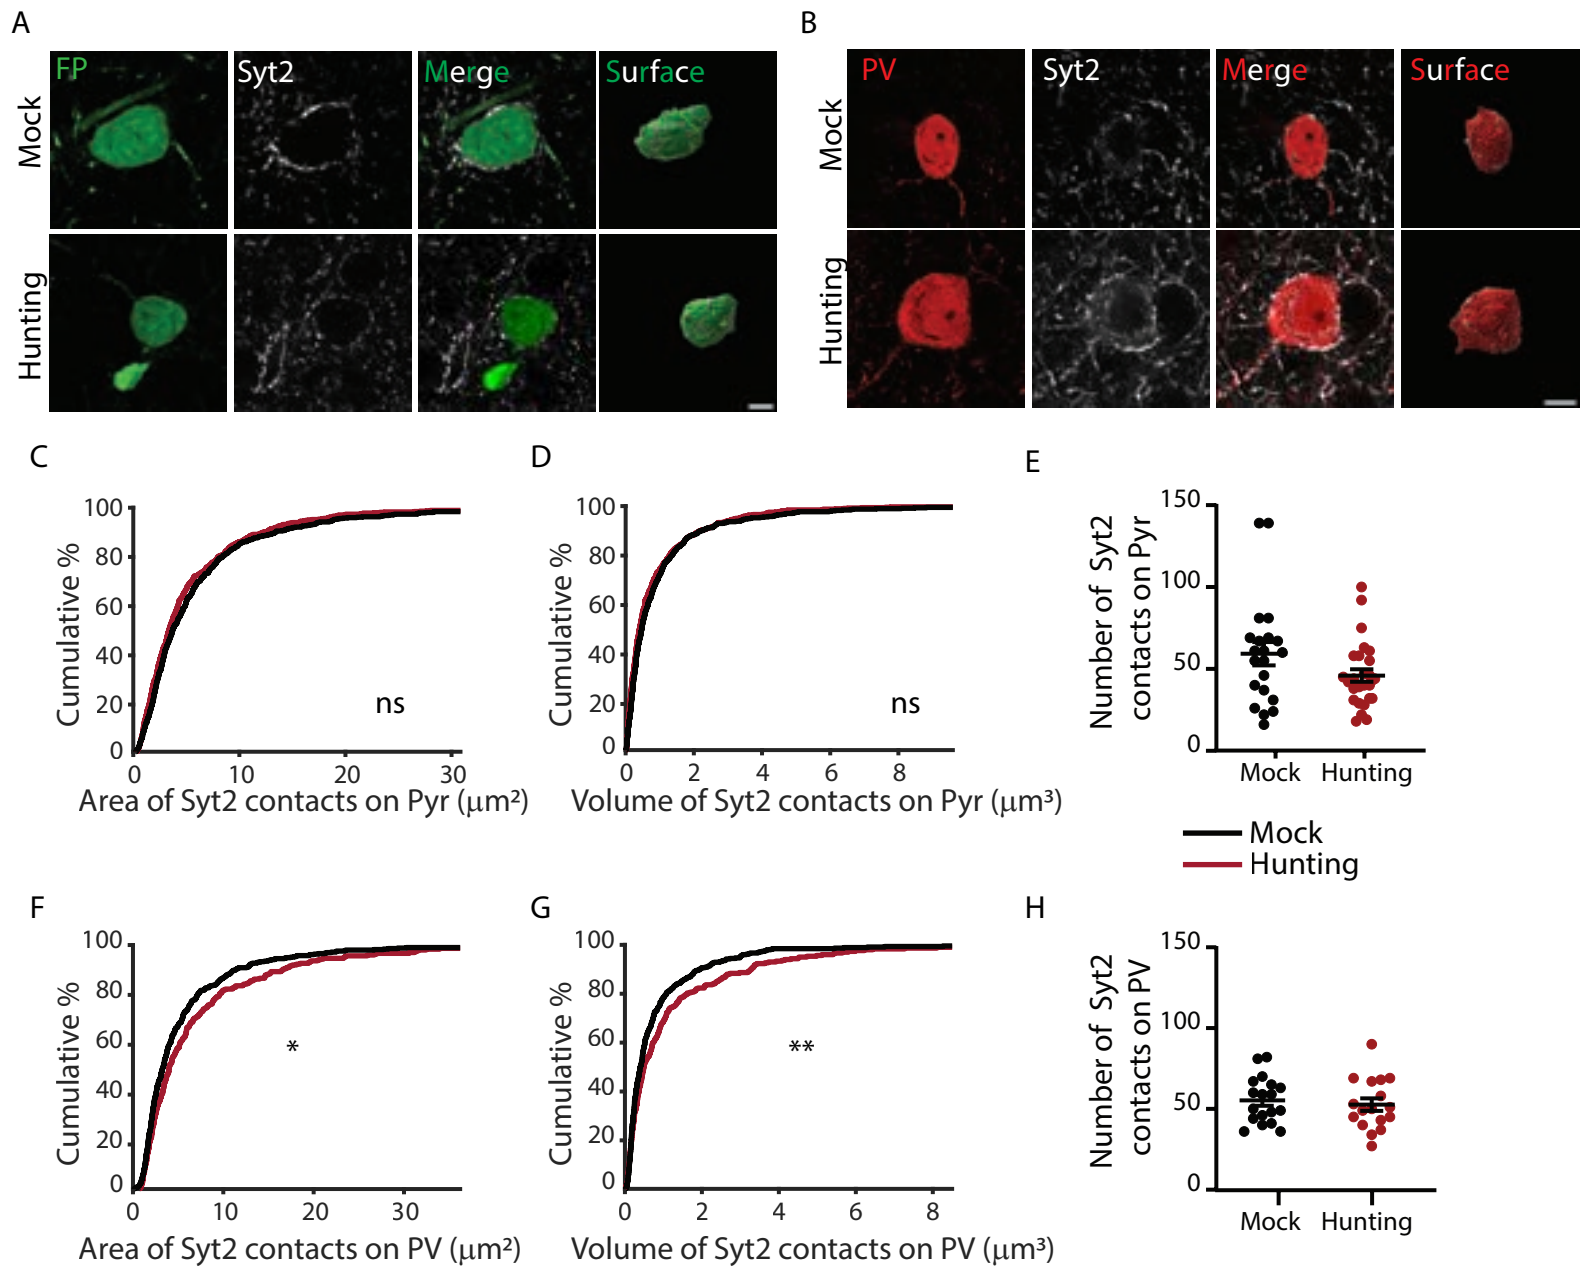 A
B
FP
Syt2
Merge
Surface
PV
Syt2
Merge
Surface
Mock
Mock
Hunting
Hunting
C
D
E
100
80
60
40
20
0
Cumulative %
ns
0 10 20 30
Area of Syt2 contacts on Pyr (μm²)
100
80
60
40
20
0
Cumulative %
ns
0 2 4 6 8
Volume of Syt2 contacts on Pyr (μm³)
150
100
50
0
Number of Syt2
contacts on Pyr
Mock Hunting
Mock
Hunting
F
G
H
100
80
60
40
20
0
Cumulative %
*
0 10 20 30
Area of Syt2 contacts on PV (μm²)
100
80
60
40
20
0
Cumulative %
**
0 2 4 6 8
Volume of Syt2 contacts on PV (μm³)
150
100
50
0
Number of Syt2
contacts on PV
Mock Hunting